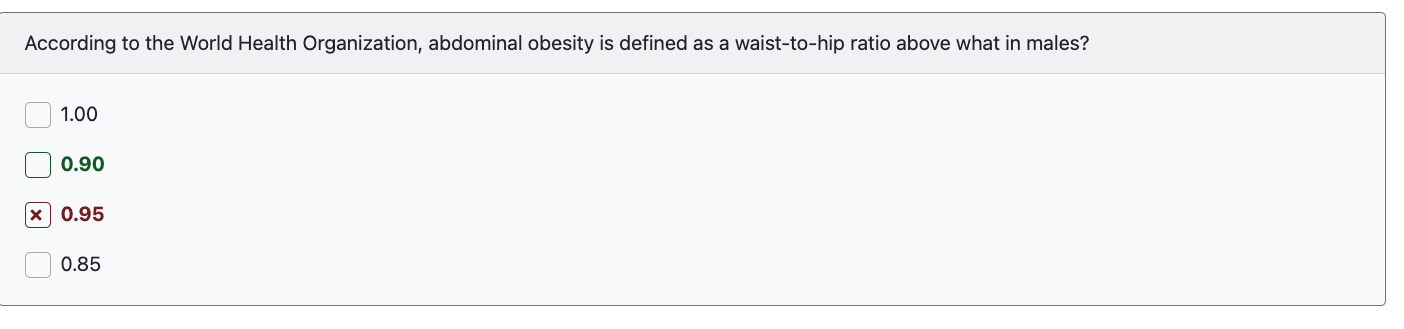 According to the World Health Organization, abdominal obesity is defined as a waist-to-hip ratio above what in males?
1.00
0.90
0.95
0.85